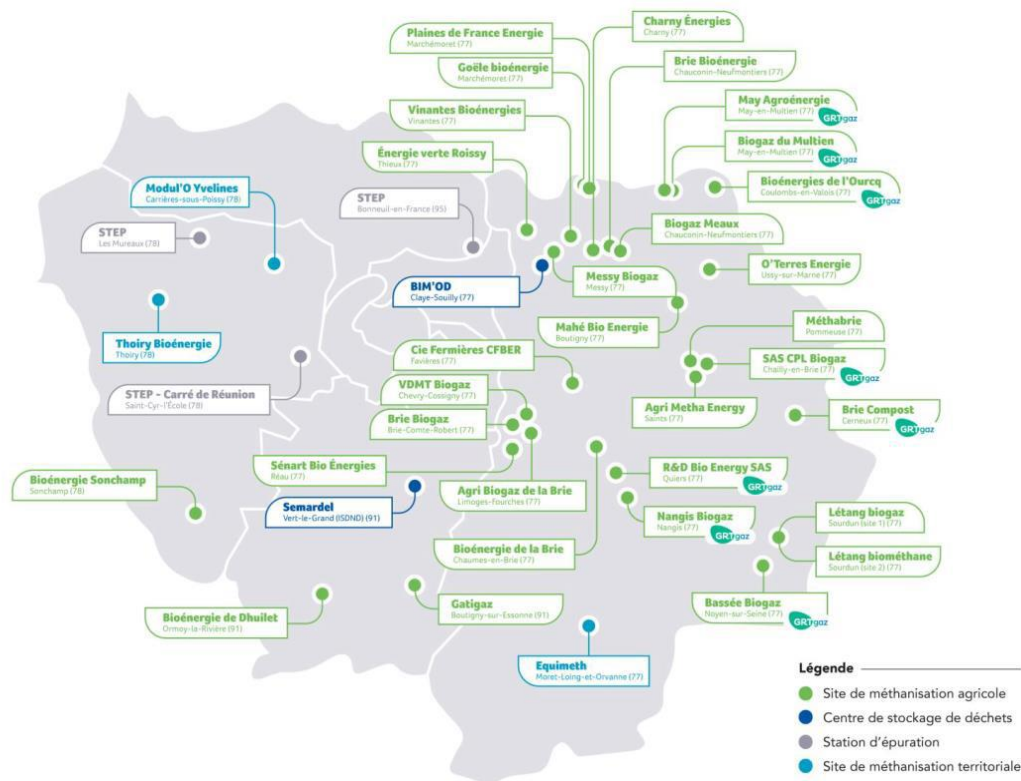 Plaines de France Energie
Marchémoret (77)
Charny Énergies
Charny (77)
Goële bioénergie
Marchémoret (77)
Brie Bioénergie
Chauconin-Neufmontiers (77)
Vinantes Bioénergies
Vinantes (77)
May Agroénergie
May-en-Multien (77)
GRTgaz
Énergie verte Roissy
Thieux (77)
Biogaz du Multien
May-en-Multien (77)
GRTgaz
Modul'O Yvelines
Carrières-sous-Poissy (78)
STEP
Bonneuil-en-France (95)
Bioénergies de l'Ourcq
Coulombs-en-Valois (77)
GRTgaz
STEP
Les Mureaux (78)
Biogaz Meaux
Chauconin-Neufmontiers (77)
BIM'OD
Claye-Souilly (77)
Messy Biogaz
Messy (77)
O'Terres Energie
Ussy-sur-Marne (77)
Thoiry Bioénergie
Thoiry (78)
Mahé Bio Energie
Boutigny (77)
Méthabrie
Pommeuse (77)
Cie Fermières CFBER
Favières (77)
SAS CPL Biogaz
Chailly-en-Brie (77)
GRTgaz
STEP - Carré de Réunion
Saint-Cyr-l'École (78)
VDMT Biogaz
Chevry-Cossigny (77)
Agri Metha Energy
Saints (77)
Brie Compost
Cerneux (77)
GRTgaz
Brie Biogaz
Brie-Comte-Robert (77)
Sénart Bio Énergies
Réau (77)
R&D Bio Energy SAS
Quiers (77)
GRTgaz
Bioénergie Sonchamp
Sonchamp (78)
Agri Biogaz de la Brie
Limoges-Fourches (77)
Semardel
Vert-le-Grand (ISDND) (91)
Nangis Biogaz
Nangis (77)
GRTgaz
Létang biogaz
Sourdun (site 1) (77)
Bioénergie de la Brie
Chaumes-en-Brie (77)
Létang biométhane
Sourdun (site 2) (77)
Bioénergie de Dhuilet
Ormoy-la-Rivière (91)
Gatigaz
Boutigny-sur-Essonne (91)
Bassée Biogaz
Noyen-sur-Seine (77)
GRTgaz
Equimeth
Moret-Loing-et-Orvanne (77)
Légende
Site de méthanisation agricole
Centre de stockage de déchets
Station d'épuration
Site de méthanisation territoriale